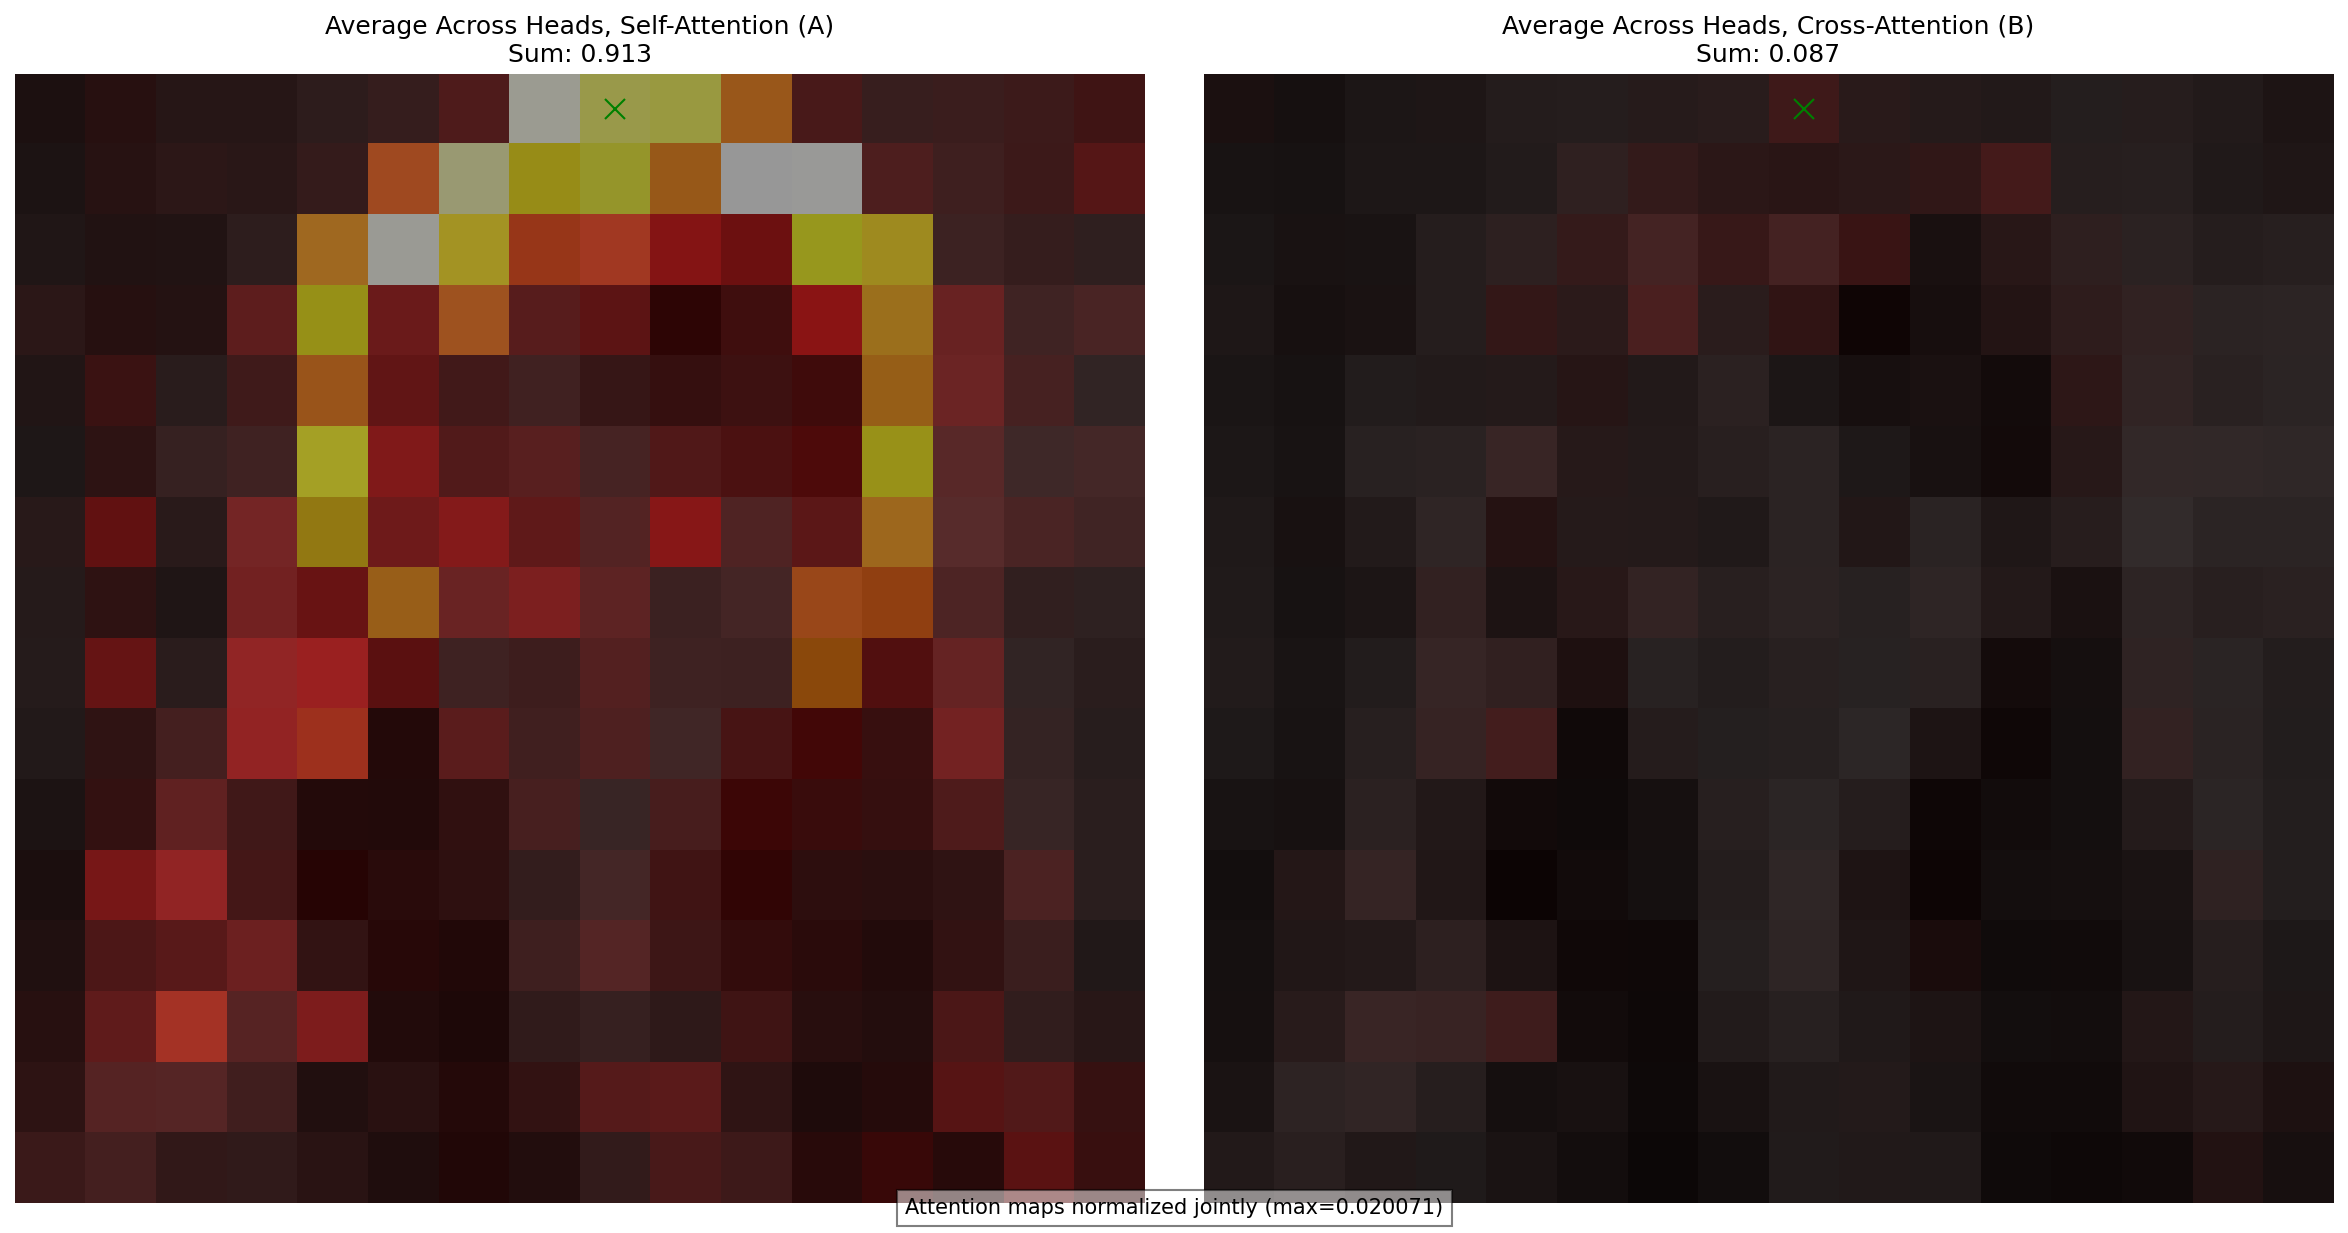 Average Across Heads, Self-Attention (A)
Sum: 0.913
Average Across Heads, Cross-Attention (B)
Sum: 0.087
Attention maps normalized jointly (max=0.020071)